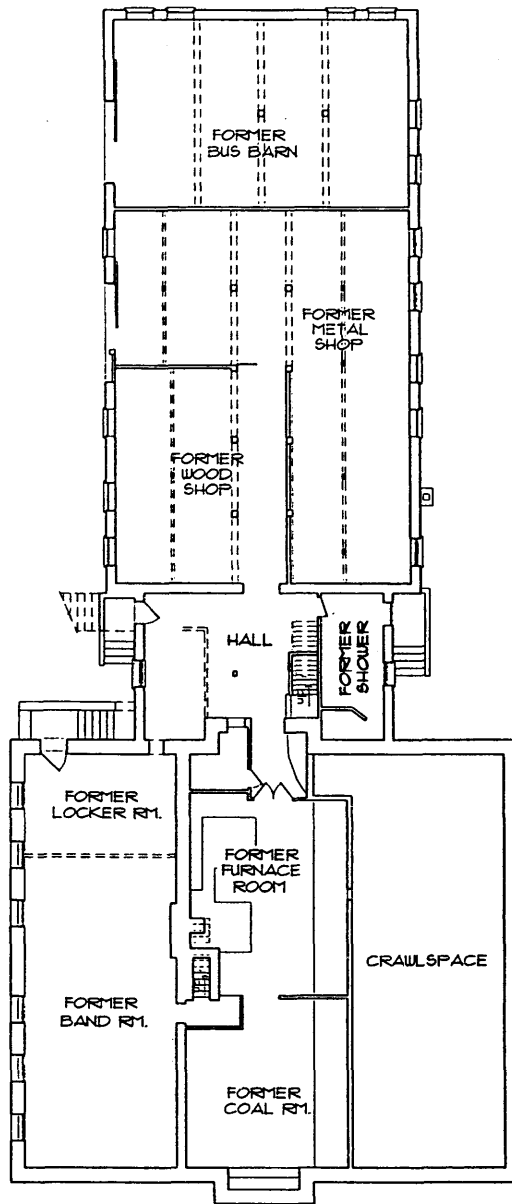 FORMER
BUS BARN
FORMER
METAL
SHOP
FORMER
WOOD
SHOP
HALL
FORMER
SHOWER
FORMER
LOCKER RM.
FORMER
FURNACE
ROOM
CRAWLSPACE
FORMER
BAND RM.
FORMER
COAL RM.